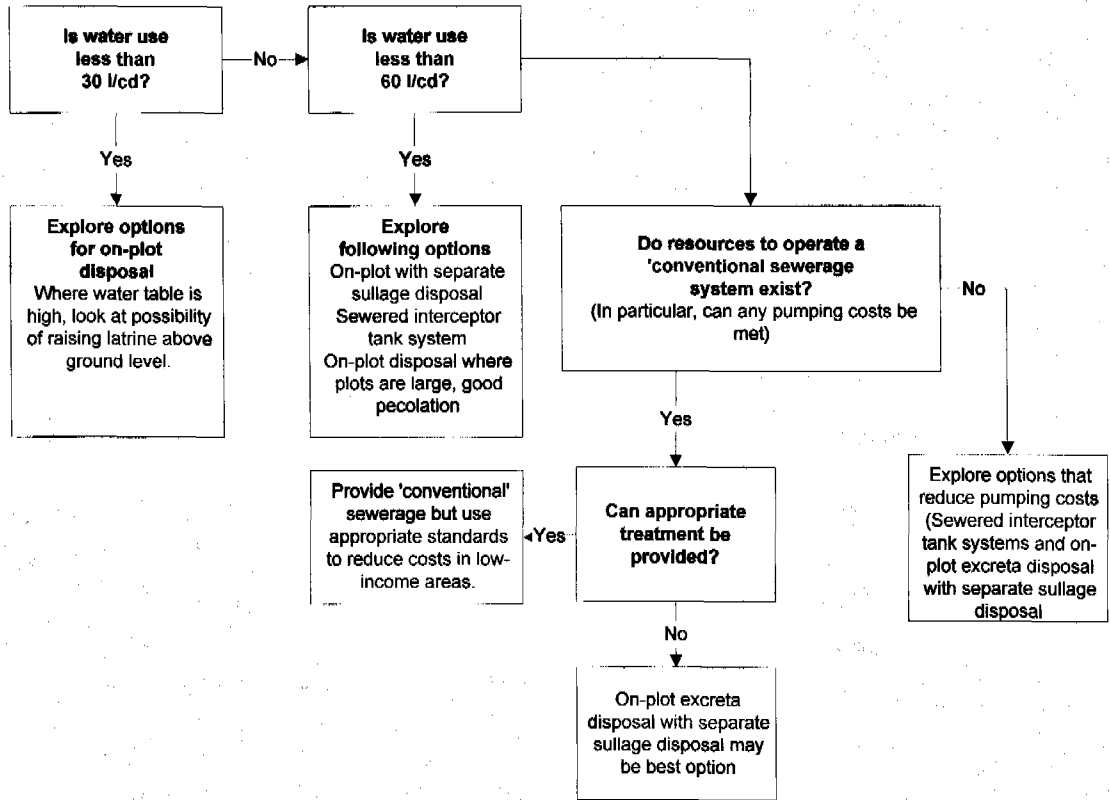 Is water use
less than
30 l/cd?
No
Is water use
less than
60 l/cd?
Yes
Yes
Explore options
for on-plot
disposal
Where water table is
high, look at possibility
of raising latrine above
ground level.
Explore
following options
On-plot with separate
sullage disposal
Sewered interceptor
tank system
On-plot disposal where
plots are large, good
pecolation
Do resources to operate a
'conventional sewerage
system exist?
(In particular, can any pumping costs be
met)
No
Yes
Provide 'conventional'
sewerage but use
appropriate standards
to reduce costs in low-
income areas.
Yes
Can appropriate
treatment be
provided?
Explore options that
reduce pumping costs
(Sewered interceptor
tank systems and on-
plot excreta disposal
with separate sullage
disposal
No
On-plot excreta
disposal with separate
sullage disposal may
be best option